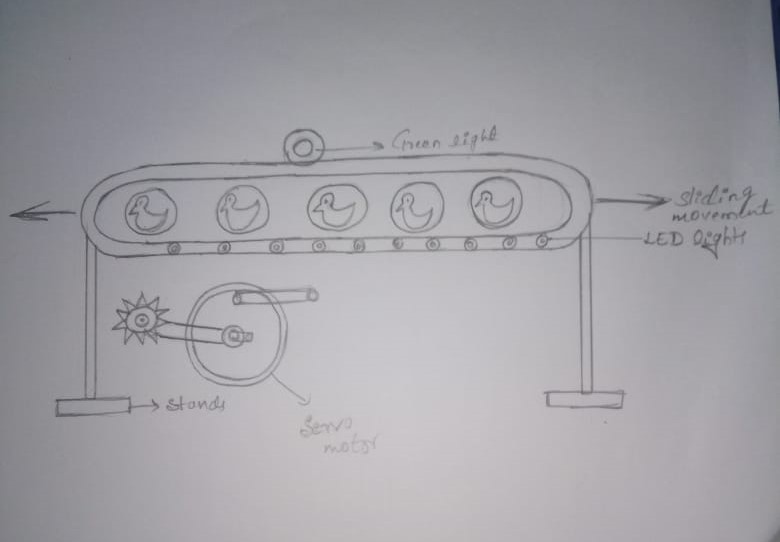 Green light
sliding
movement
LED light
stands
servo
motor